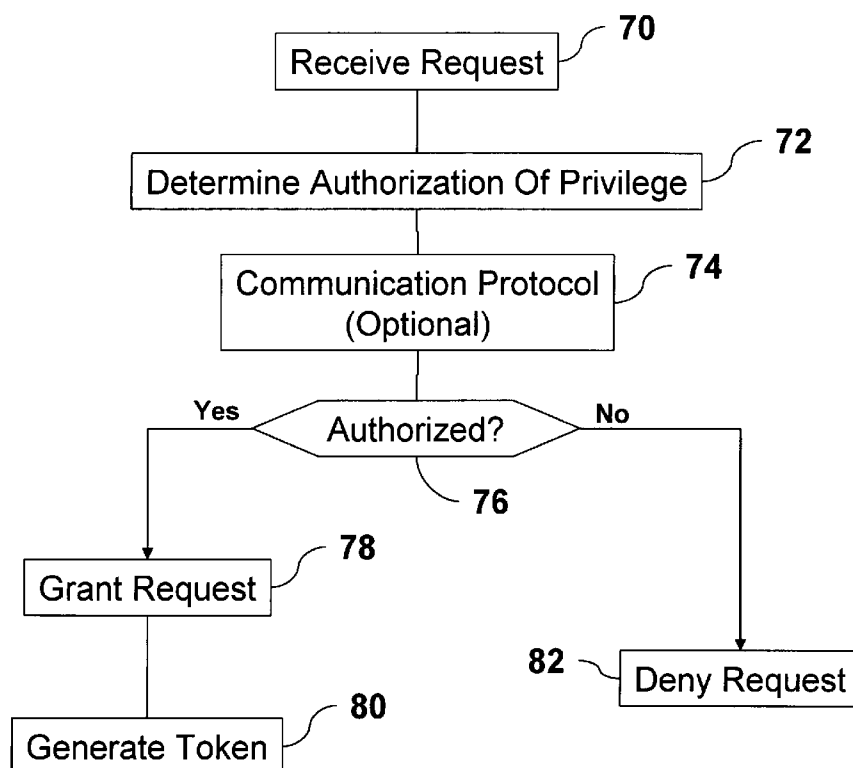 70
Receive Request
72
Determine Authorization Of Privilege
74
Communication Protocol
(Optional)
Yes
Authorized?
No
76
78
Grant Request
82
Deny Request
80
Generate Token